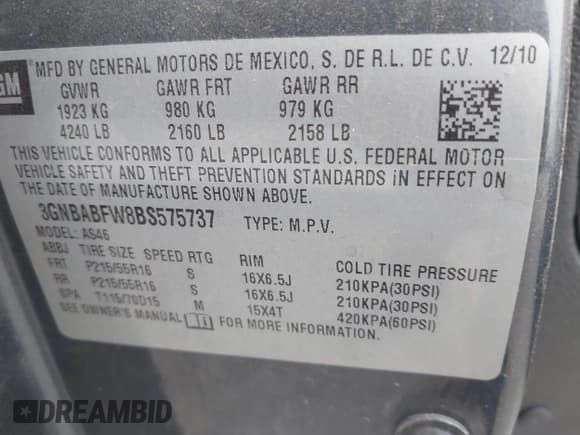 GM
MFD BY GENERAL MOTORS DE MEXICO, S. DE R.L. DE C.V. 12/10
GVWR GAWR FRT GAWR RR
1923 KG 980 KG 979 KG
4240 LB 2160 LB 2158 LB
THIS VEHICLE CONFORMS TO ALL APPLICABLE U.S. FEDERAL MOTOR
VEHICLE SAFETY AND THEFT PREVENTION STANDARDS IN EFFECT ON
THE DATE OF MANUFACTURE SHOWN ABOVE.
3GNBABFW8BS575737 TYPE: M.P.V.
MODEL: AS46
ABBJ TIRE SIZE SPEED RTG RIM COLD TIRE PRESSURE
FRT P215/55R16 S 16X6.5J 210KPA(30PSI)
RR P215/55R16 S 16X6.5J 210KPA(30PSI)
SPA T115/70D15 M 15X4T 420KPA(60PSI)
SEE OWNER'S MANUAL FOR MORE INFORMATION.
DREAMBID